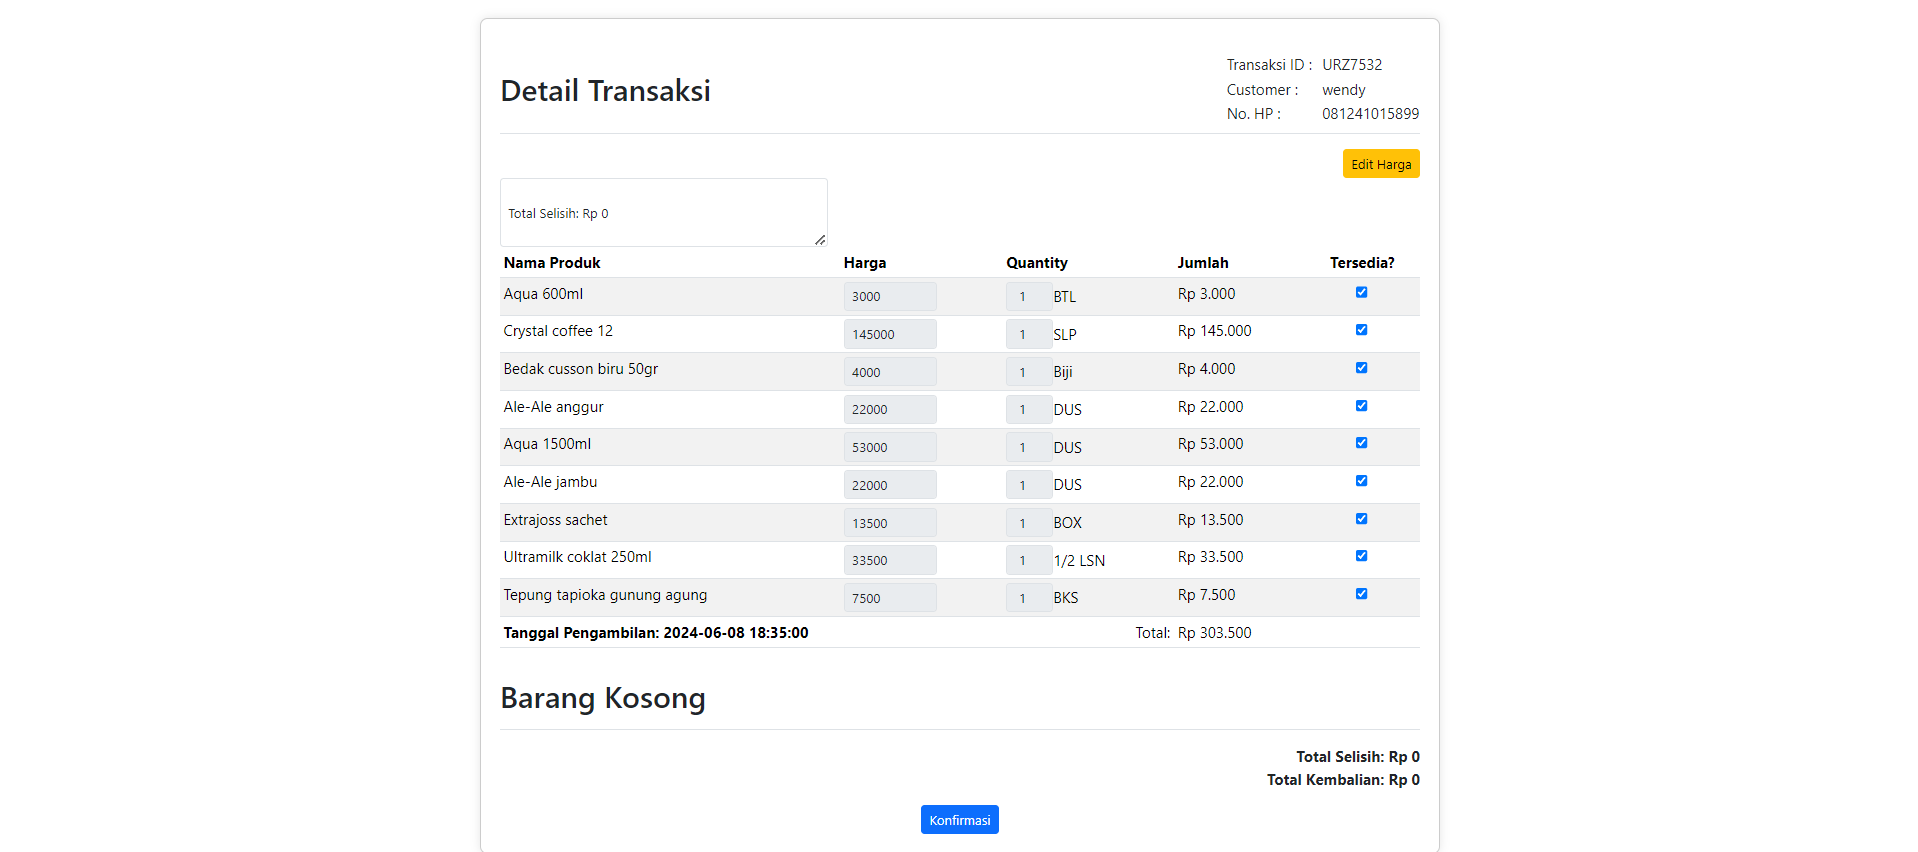 Detail Transaksi
Transaksi ID : URZ7532
Customer : wendy
No. HP : 081241015899
Edit Harga
Total Selisih: Rp 0
Nama Produk Harga Quantity Jumlah Tersedia?
Aqua 600ml 3000 1 BTL Rp 3.000
Crystal coffee 12 145000 1 SLP Rp 145.000
Bedak cusson biru 50gr 4000 1 Biji Rp 4.000
Ale-Ale anggur 22000 1 DUS Rp 22.000
Aqua 1500ml 53000 1 DUS Rp 53.000
Ale-Ale jambu 22000 1 DUS Rp 22.000
Extrajoss sachet 13500 1 BOX Rp 13.500
Ultramilk coklat 250ml 33500 1 1/2 LSN Rp 33.500
Tepung tapioka gunung agung 7500 1 BKS Rp 7.500
Tanggal Pengambilan: 2024-06-08 18:35:00 Total: Rp 303.500
Barang Kosong
Total Selisih: Rp 0
Total Kembalian: Rp 0
Konfirmasi